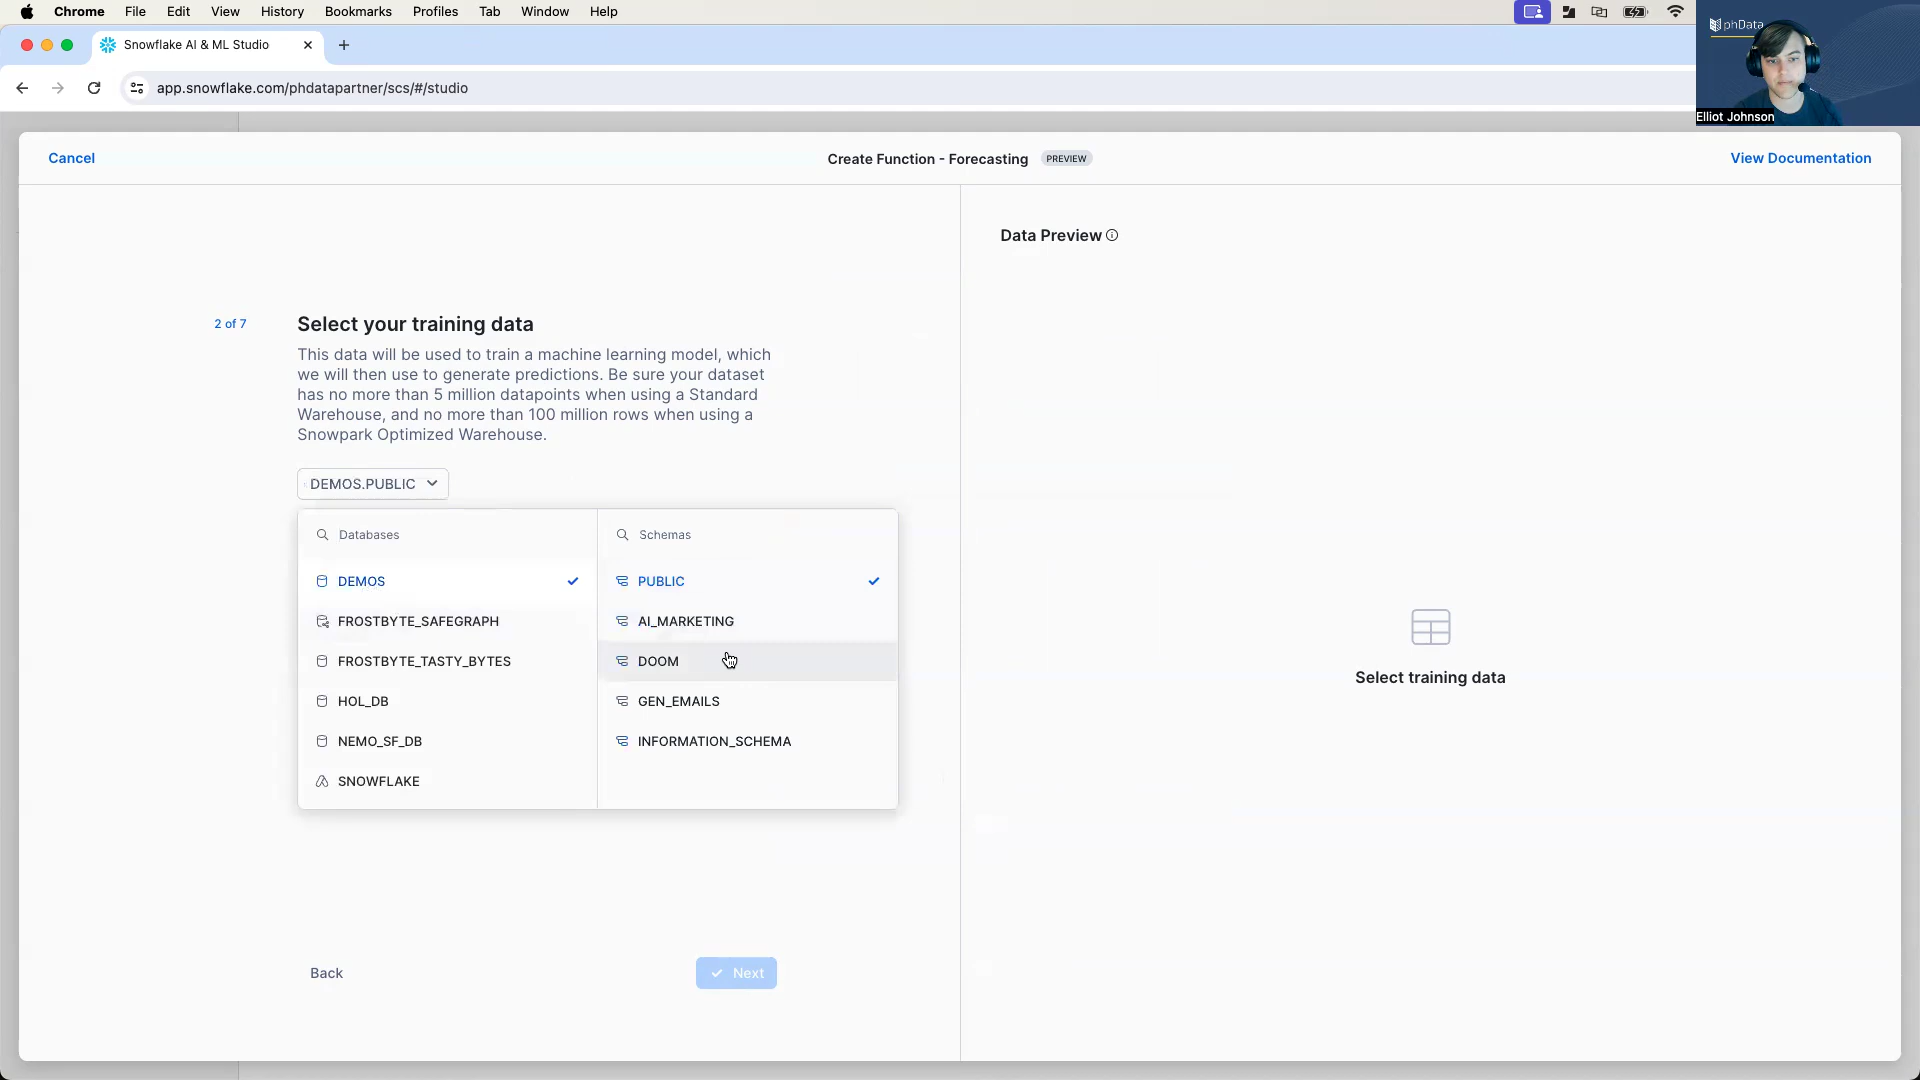 Chrome File Edit View History Bookmarks Profiles Tab Window Help
Snowflake AI & ML Studio
app.snowflake.com/phdatapartner/scs/#/studio
phData
Elliot Johnson
Cancel
Create Function - Forecasting PREVIEW
View Documentation
2 of 7
Select your training data
This data will be used to train a machine learning model, which
we will then use to generate predictions. Be sure your dataset
has no more than 5 million datapoints when using a Standard
Warehouse, and no more than 100 million rows when using a
Snowpark Optimized Warehouse.
DEMOS.PUBLIC
Databases
DEMOS
FROSTBYTE_SAFEGRAPH
FROSTBYTE_TASTY_BYTES
HOL_DB
NEMO_SF_DB
SNOWFLAKE
Schemas
PUBLIC
AI_MARKETING
DOOM
GEN_EMAILS
INFORMATION_SCHEMA
Back
Next
Data Preview
Select training data